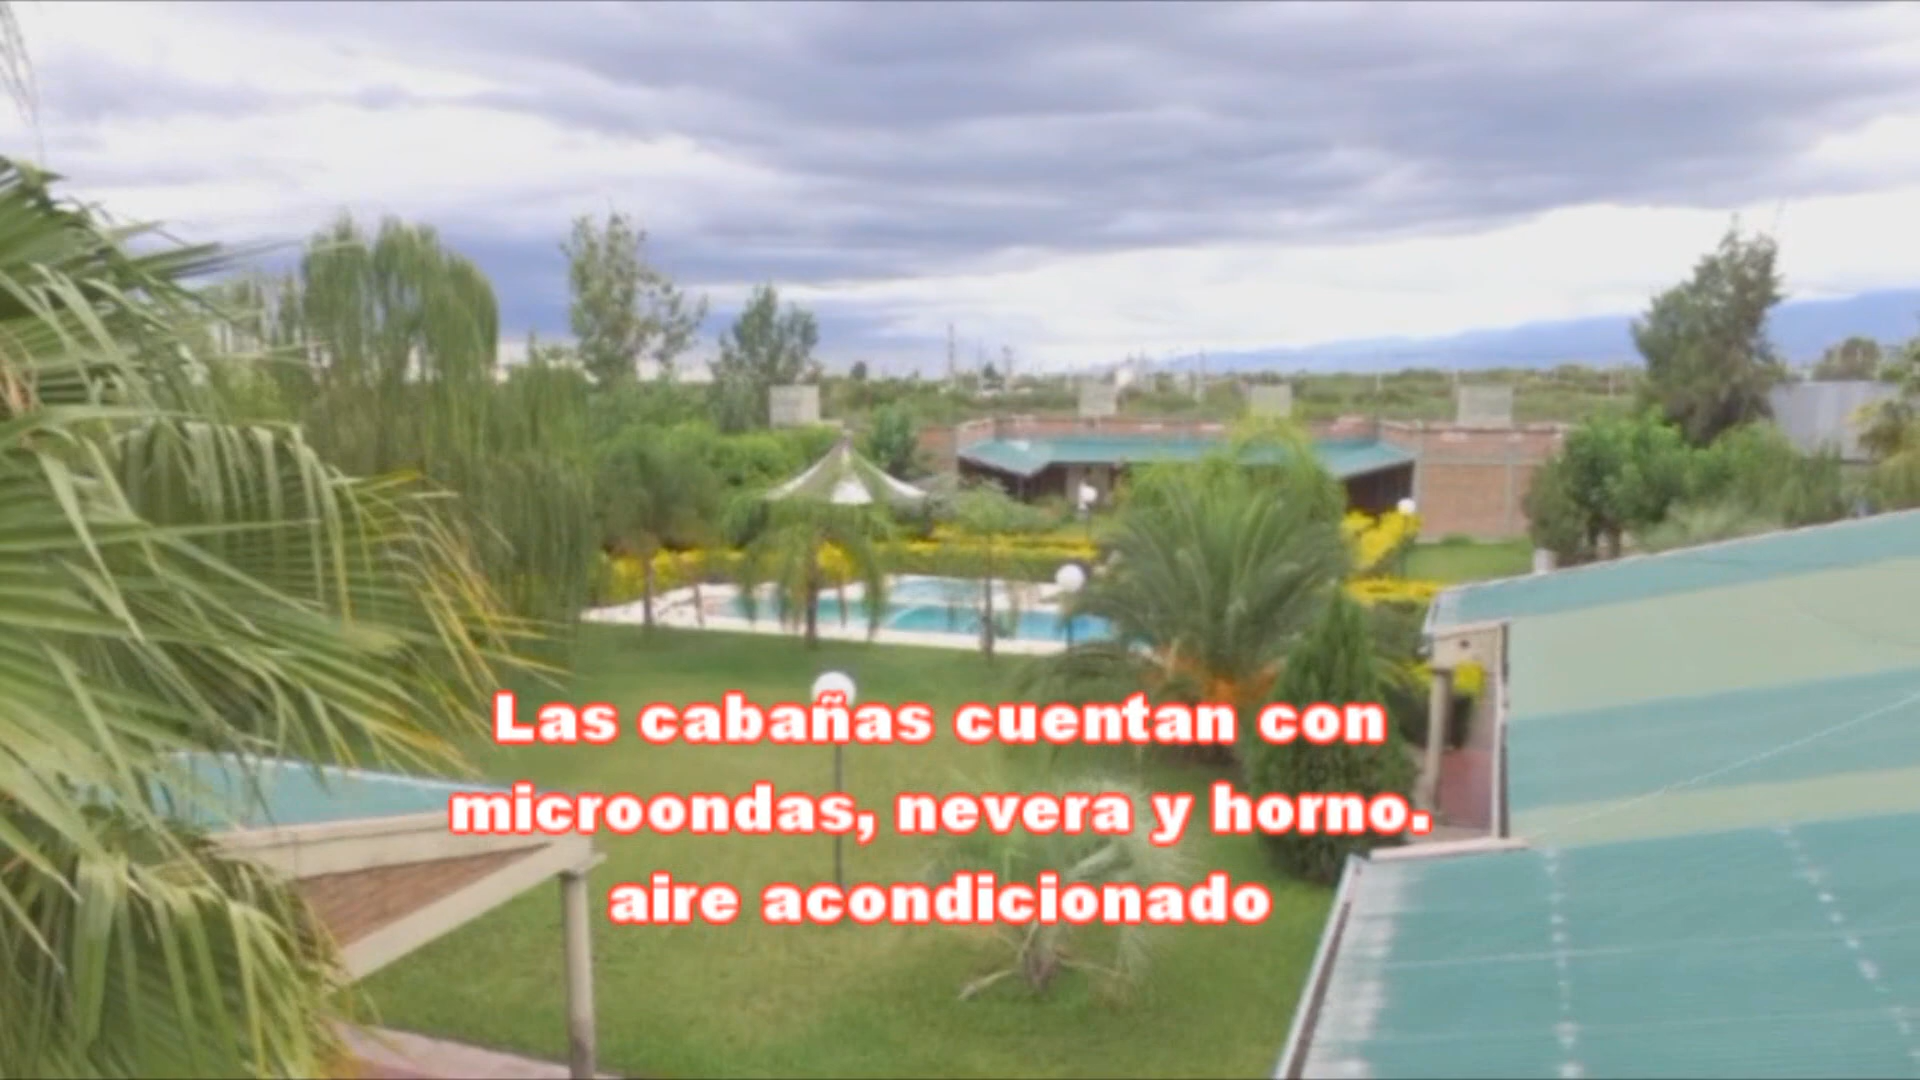 Las cabañas cuentan con
microondas, nevera y horno.
aire acondicionado